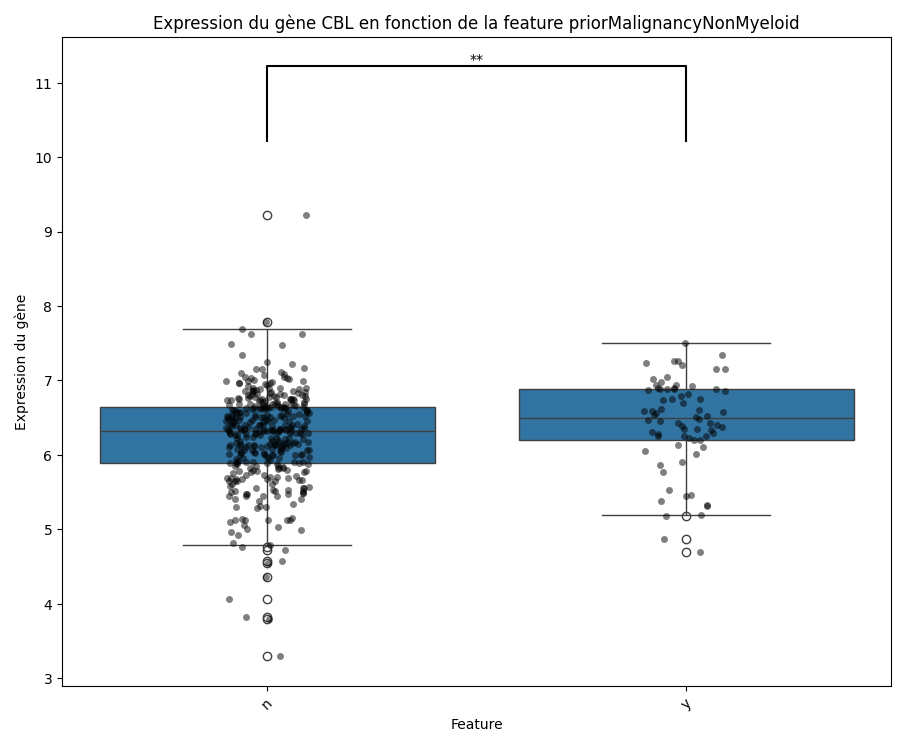 Expression du gène CBL en fonction de la feature priorMalignancyNonMyeloid
**
11
10
9
8
7
6
5
4
3
Expression du gène
n
y
Feature